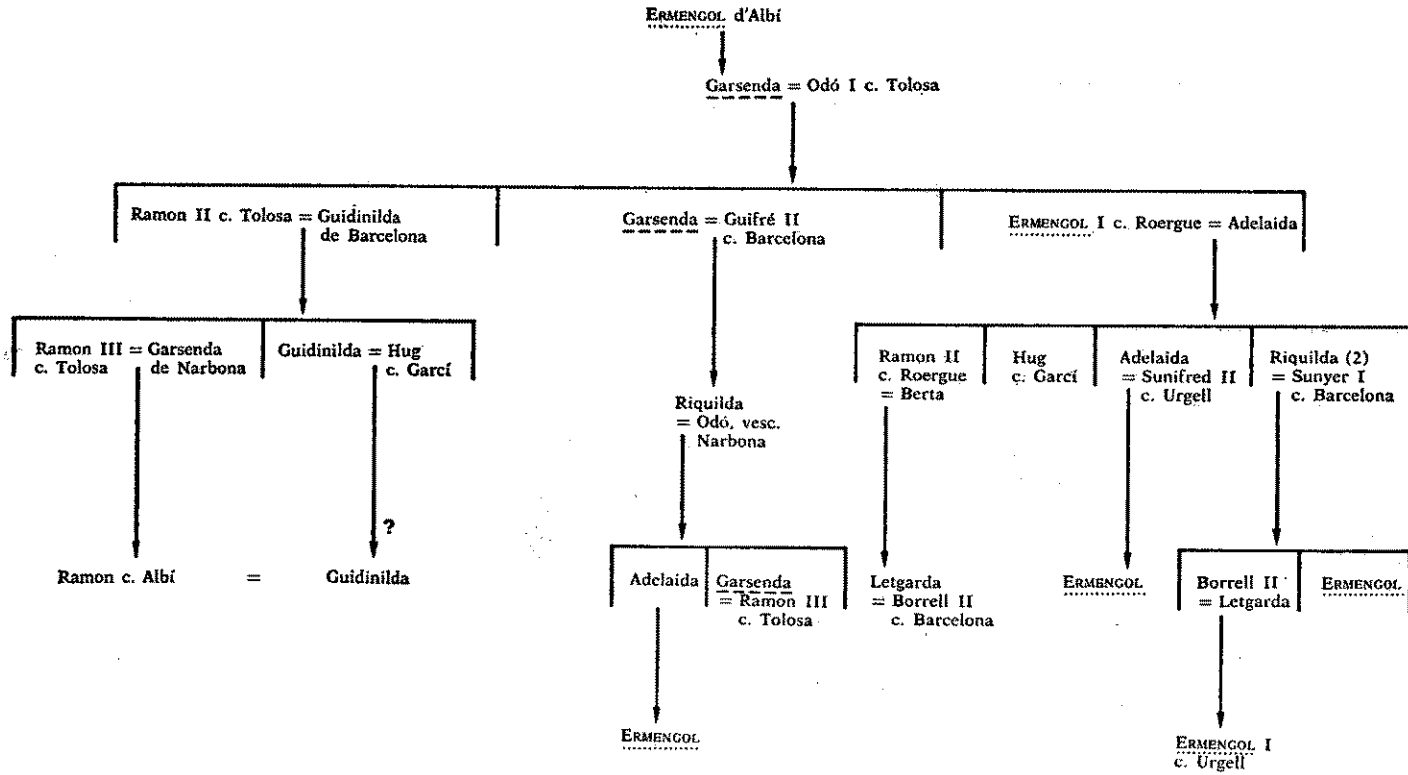 ERMENGOL d'Albí
Garsenda = Odó I c. Tolosa
Ramon II c. Tolosa = Guidinilda
de Barcelona
Garsenda = Guifré II
c. Barcelona
ERMENGOL I c. Roergue = Adelaida
Ramon III = Garsenda
c. Tolosa de Narbona
Guidinilda = Hug
c. Garcí
Riquilda
= Odó, vesc.
Narbona
Ramon II
c. Roergue
= Berta
Hug
c. Garcí
Adelaida
= Sunifred II
c. Urgell
Riquilda (2)
= Sunyer I
c. Barcelona
?
Ramon c. Albí = Guidinilda
Adelaida
Garsenda
= Ramon III
c. Tolosa
Letgarda
= Borrell II
c. Barcelona
ERMENGOL
Borrell II
= Letgarda
ERMENGOL
ERMENGOL
ERMENGOL I
c. Urgell